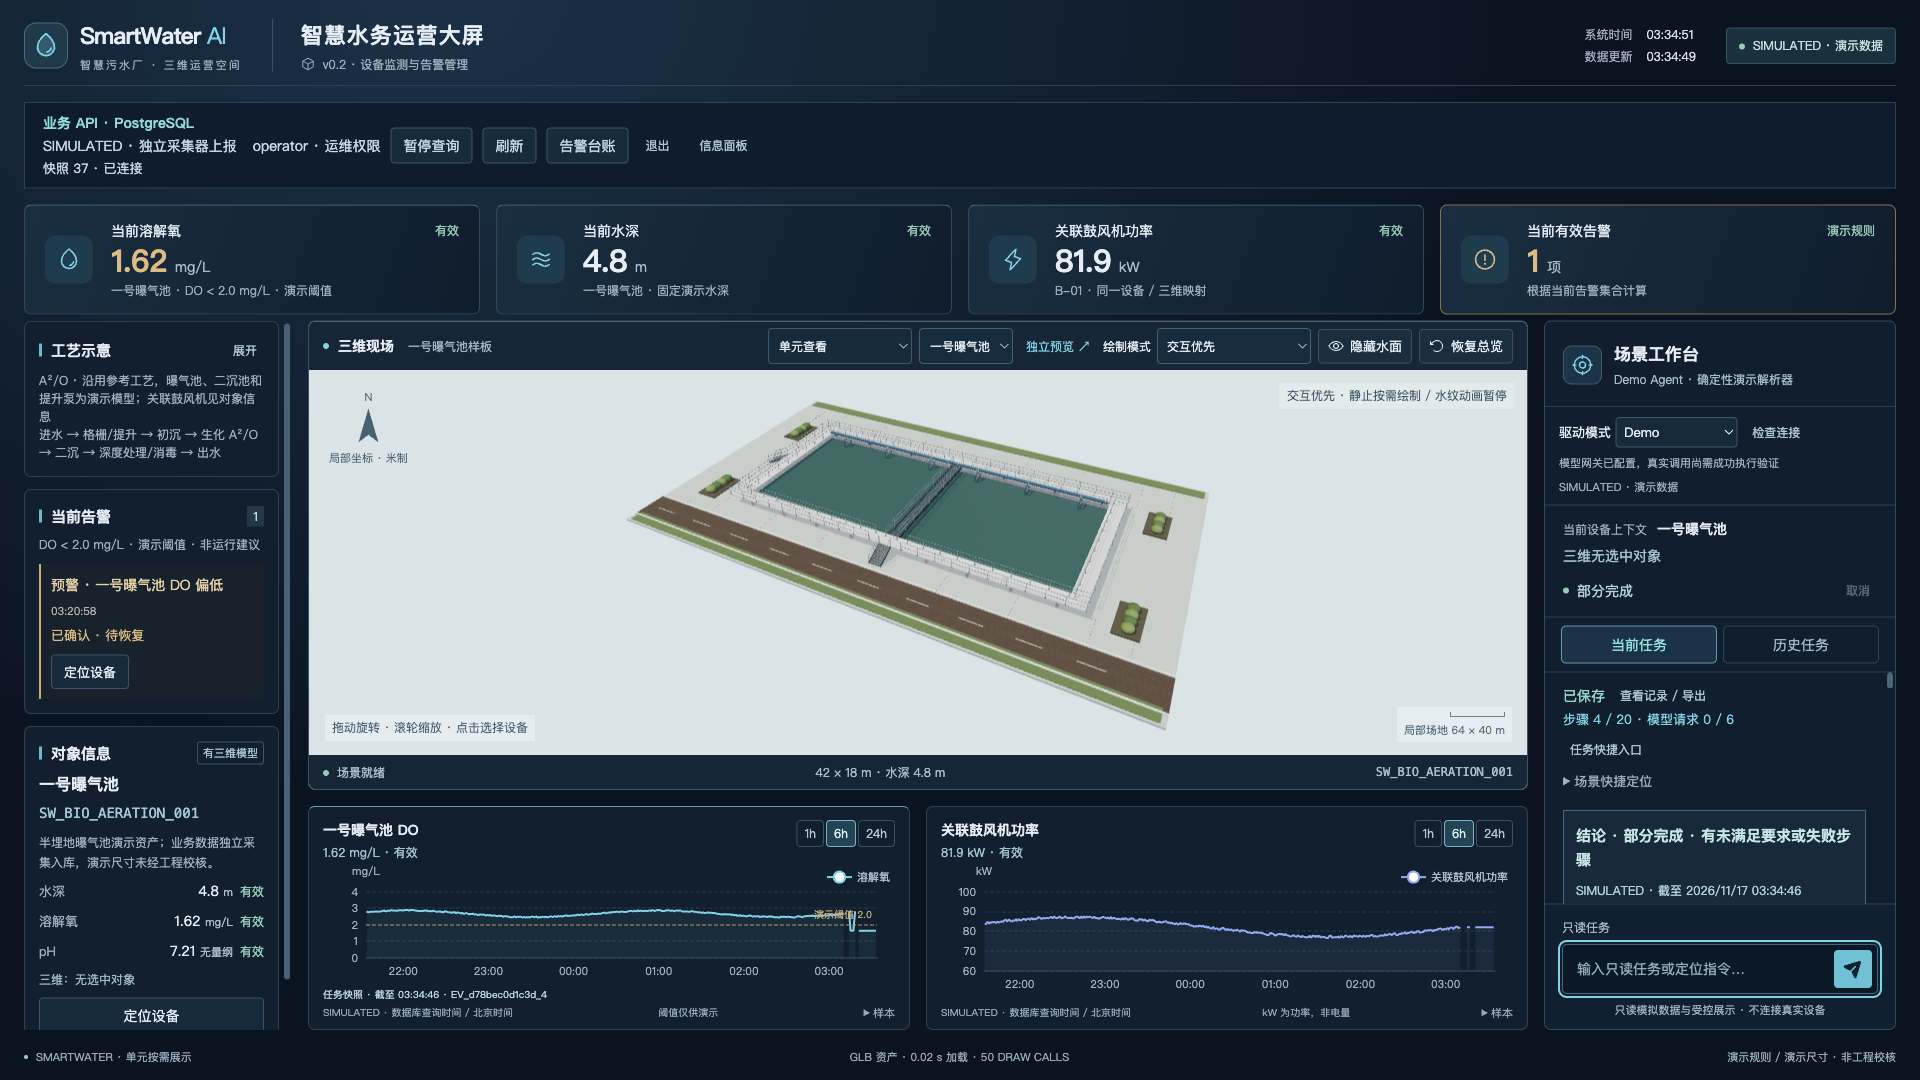 SmartWater AI
智慧污水厂 · 三维运营空间
智慧水务运营大屏
v0.2 · 设备监测与告警管理
系统时间 03:34:51
数据更新 03:34:49
SIMULATED · 演示数据
业务 API · PostgreSQL
SIMULATED · 独立采集器上报 operator · 运维权限 暂停查询 刷新 告警台账 退出 信息面板
快照 37 · 已连接
当前溶解氧 有效
1.62 mg/L
一号曝气池 · DO < 2.0 mg/L · 演示阈值
当前水深 有效
4.8 m
一号曝气池 · 固定演示水深
关联鼓风机功率 有效
81.9 kW
B-01 · 同一设备 / 三维映射
当前有效告警 演示规则
1 项
根据当前告警集合计算
工艺示意 展开
A²/O · 沿用参考工艺，曝气池、二沉池和
提升泵为演示模型；关联鼓风机见对象信
息
进水 → 格栅/提升 → 初沉 → 生化 A²/O
→ 二沉 → 深度处理/消毒 → 出水
当前告警 1
DO < 2.0 mg/L · 演示阈值 · 非运行建议
预警 · 一号曝气池 DO 偏低
03:20:58
已确认 · 待恢复
定位设备
对象信息 有三维模型
一号曝气池
SW_BIO_AERATION_001
半埋地曝气池演示资产；业务数据独立采
集入库，演示尺寸未经工程校核。
水深 4.8 m 有效
溶解氧 1.62 mg/L 有效
pH 7.21 无量纲 有效
三维：无选中对象
定位设备
三维现场 一号曝气池样板 单元查看 一号曝气池 独立预览 ↗ 绘制模式 交互优先 隐藏水面 恢复总览
N
局部坐标 · 米制
交互优先 · 静止按需绘制 / 水纹动画暂停
拖动旋转 · 滚轮缩放 · 点击选择设备
局部场地 64 × 40 m
场景就绪 42 × 18 m · 水深 4.8 m SW_BIO_AERATION_001
一号曝气池 DO 1h 6h 24h
1.62 mg/L · 有效
mg/L
溶解氧
4
3
2
1
0
演示阈值 2.0
22:00 23:00 00:00 01:00 02:00 03:00
任务快照 · 截至 03:34:46 · EV_d78bec0d1c3d_4
SIMULATED · 数据库查询时间 / 北京时间 阈值仅供演示 ▶ 样本
关联鼓风机功率 1h 6h 24h
81.9 kW · 有效
kW
关联鼓风机功率
100
90
80
70
60
22:00 23:00 00:00 01:00 02:00 03:00
SIMULATED · 数据库查询时间 / 北京时间 kW 为功率，非电量 ▶ 样本
场景工作台
Demo Agent · 确定性演示解析器
驱动模式 Demo 检查连接
模型网关已配置，真实调用尚需成功执行验证
SIMULATED · 演示数据
当前设备上下文 一号曝气池
三维无选中对象
部分完成 取消
当前任务 历史任务
已保存 查看记录 / 导出
步骤 4 / 20 · 模型请求 0 / 6
任务快捷入口
▶ 场景快捷定位
结论 · 部分完成 · 有未满足要求或失败步
骤
SIMULATED · 截至 2026/11/17 03:34:46
只读任务
输入只读任务或定位指令…
只读模拟数据与受控展示 · 不连接真实设备
SMARTWATER · 单元按需展示
GLB 资产 · 0.02 s 加载 · 50 DRAW CALLS
演示规则 / 演示尺寸 · 非工程校核